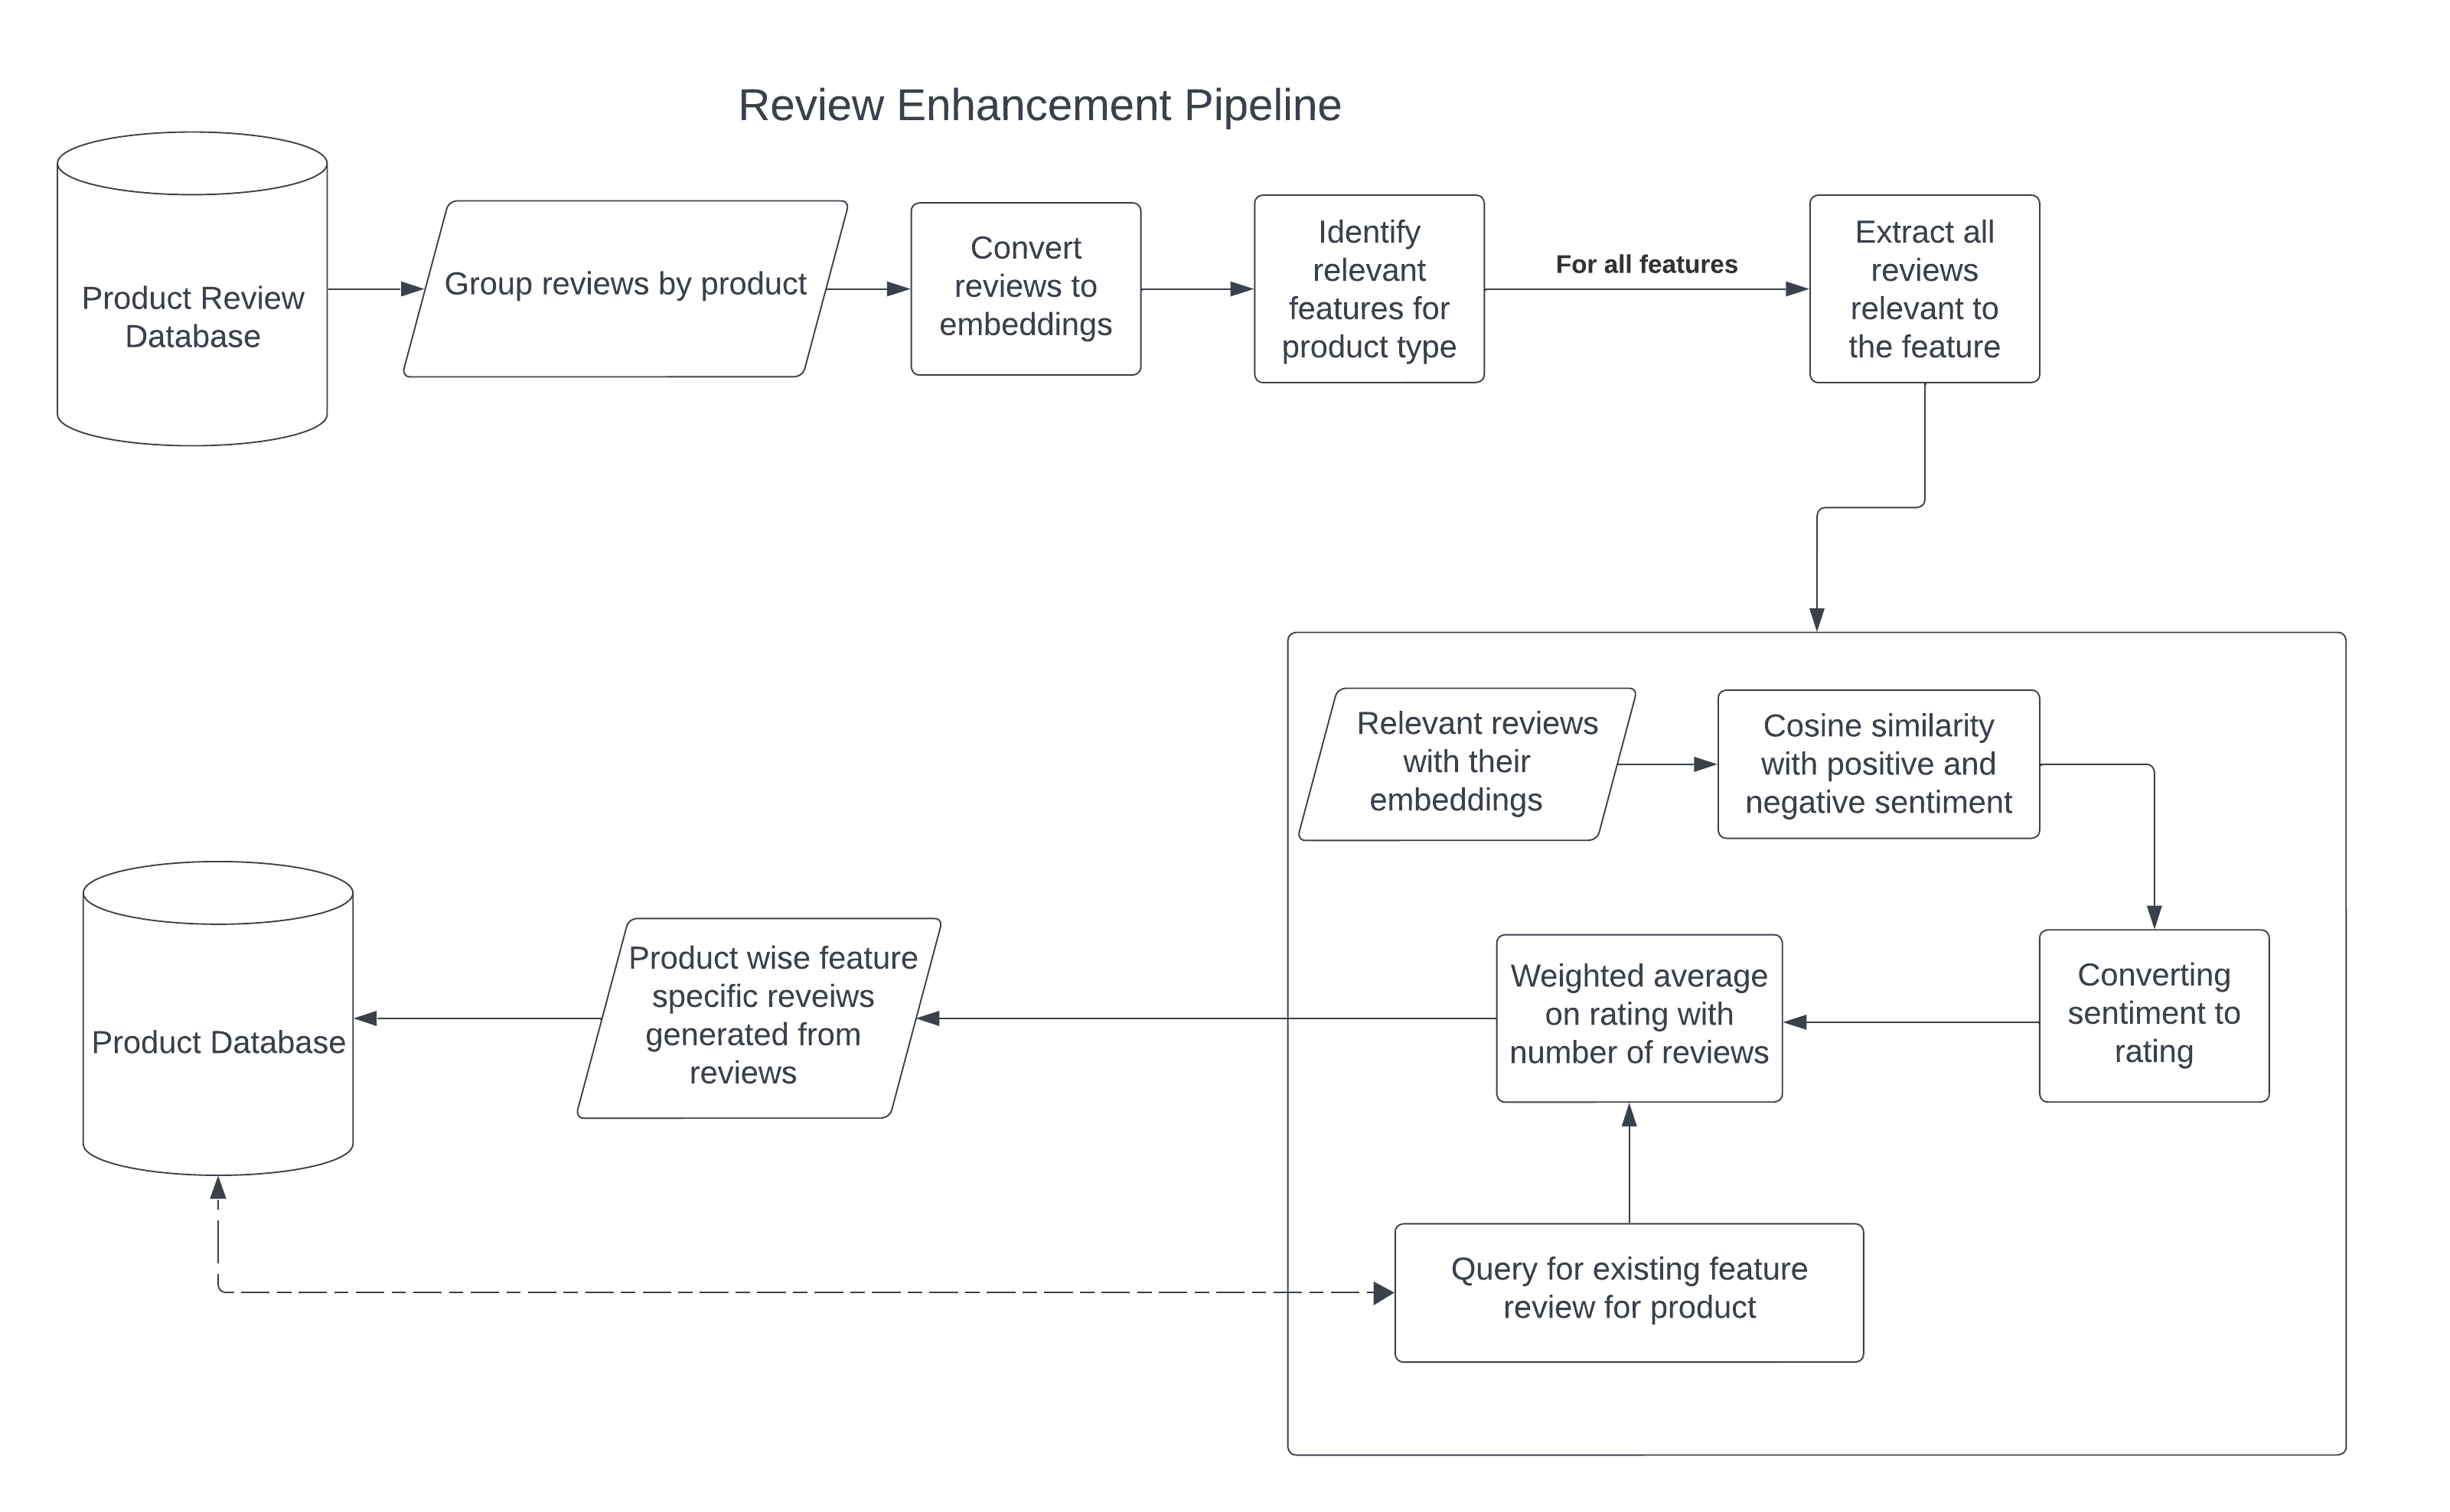 Review Enhancement Pipeline
Product Review
Database
Group reviews by product
Convert
reviews to
embeddings
Identify
relevant
features for
product type
For all features
Extract all
reviews
relevant to
the feature
Relevant reviews
with their
embeddings
Cosine similarity
with positive and
negative sentiment
Converting
sentiment to
rating
Weighted average
on rating with
number of reviews
Query for existing feature
review for product
Product wise feature
specific reveiws
generated from
reviews
Product Database